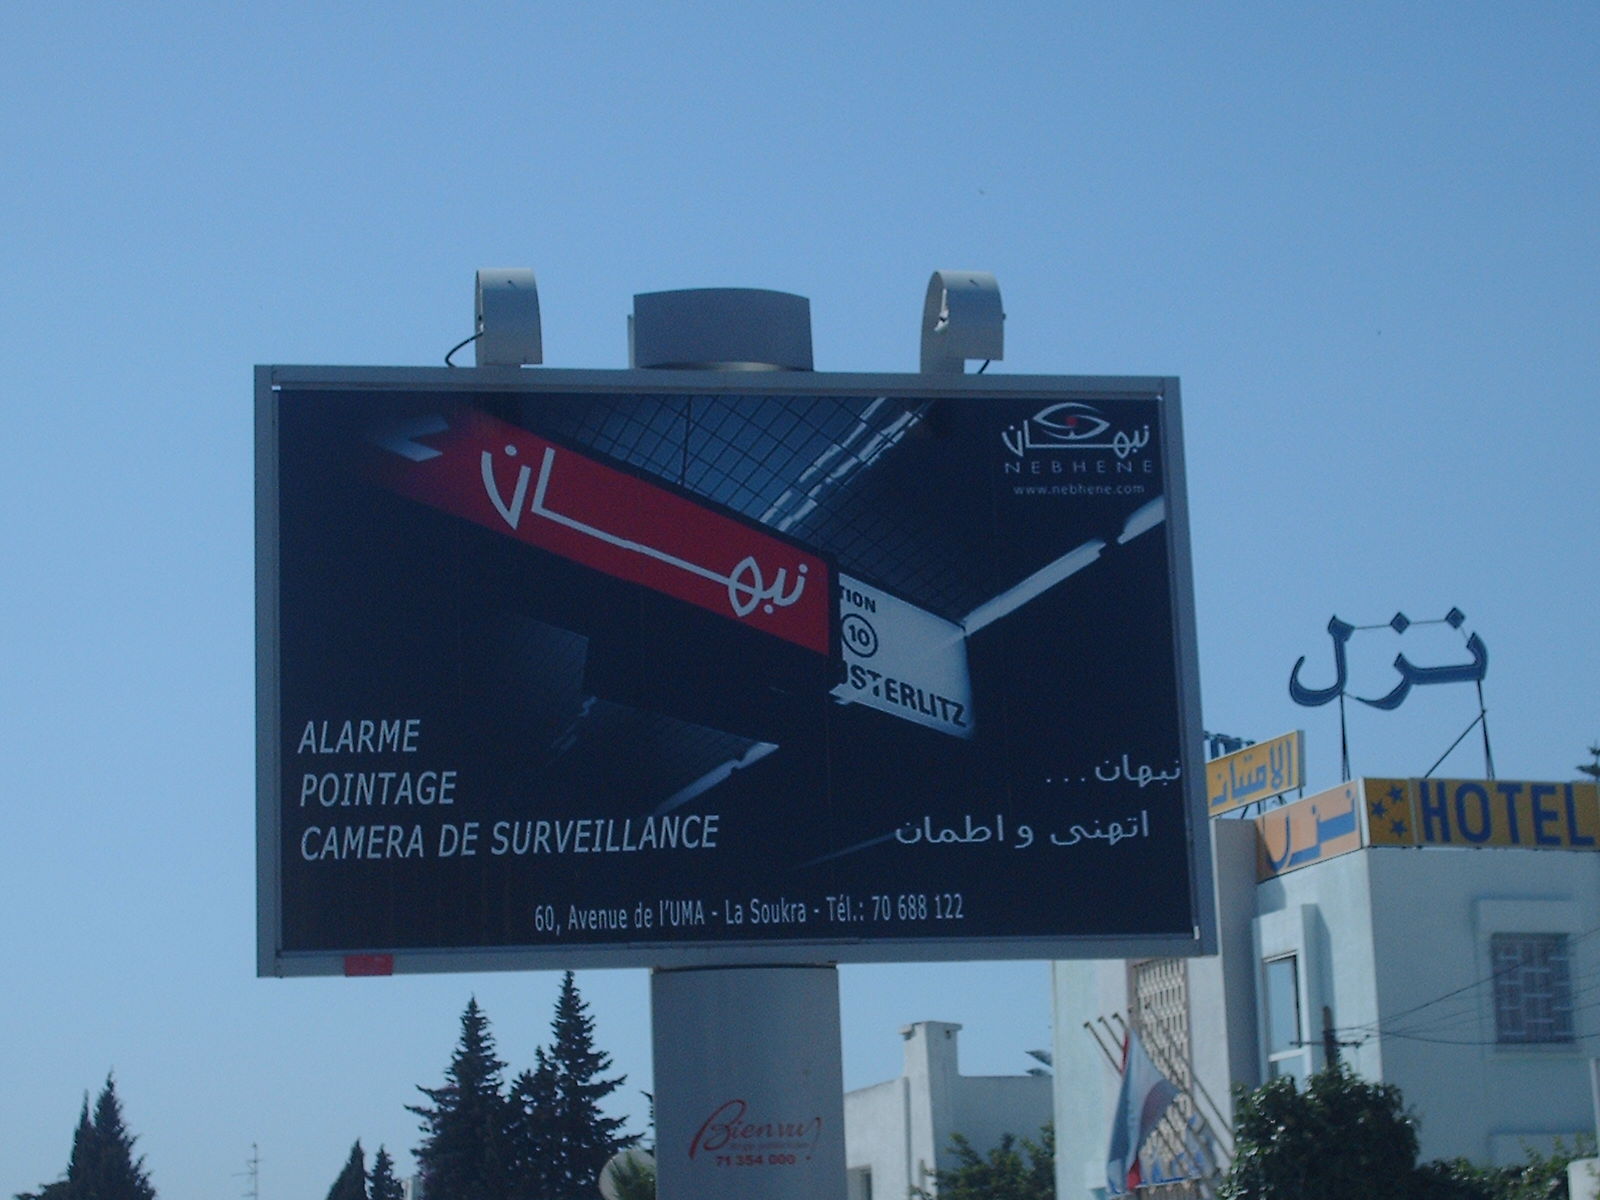 نبهان
NEBHENE
www.nebhene.com
نبهان
TION
10
STERLITZ
ALARME
POINTAGE
CAMERA DE SURVEILLANCE
نبهان...
اتهنى و اطمان
60, Avenue de l'UMA - La Soukra - Tél.: 70 688 122
نزل
نزل
HOTEL
Bienvu
71 354 000